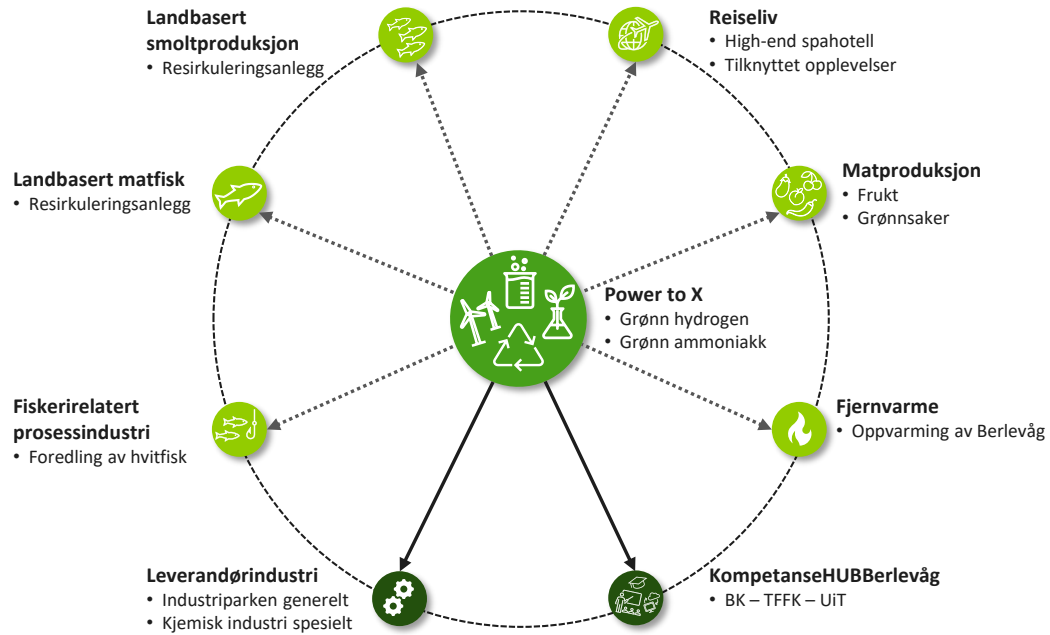 Landbasert
smoltproduksjon
• Resirkuleringsanlegg
Reiseliv
• High-end spahotell
• Tilknyttet opplevelser
Landbasert matfisk
• Resirkuleringsanlegg
Matproduksjon
• Frukt
• Grønnsaker
Power to X
• Grønn hydrogen
• Grønn ammoniakk
Fiskerirelatert
prosessindustri
• Foredling av hvitfisk
Fjernvarme
• Oppvarming av Berlevåg
Leverandørindustri
• Industriparken generelt
• Kjemisk industri spesielt
KompetanseHUBBerlevåg
• BK – TFFK – UiT